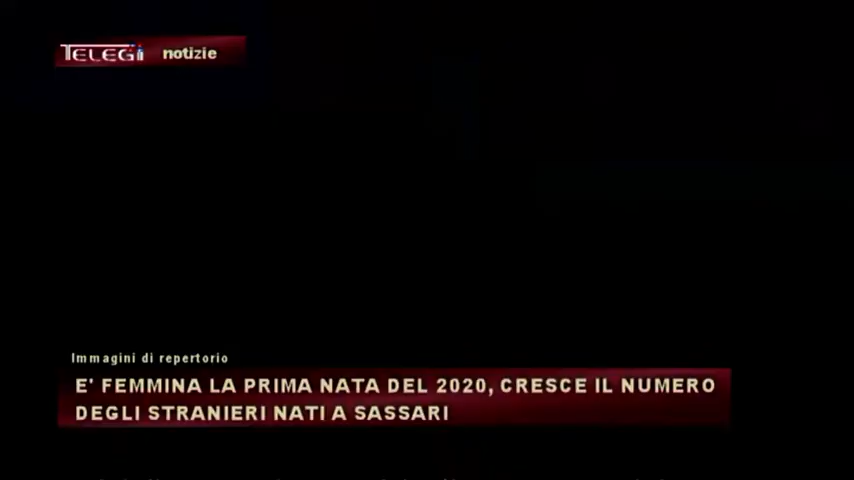 TELEGi notizie
Immagini di repertorio
E' FEMMINA LA PRIMA NATA DEL 2020, CRESCE IL NUMERO
DEGLI STRANIERI NATI A SASSARI